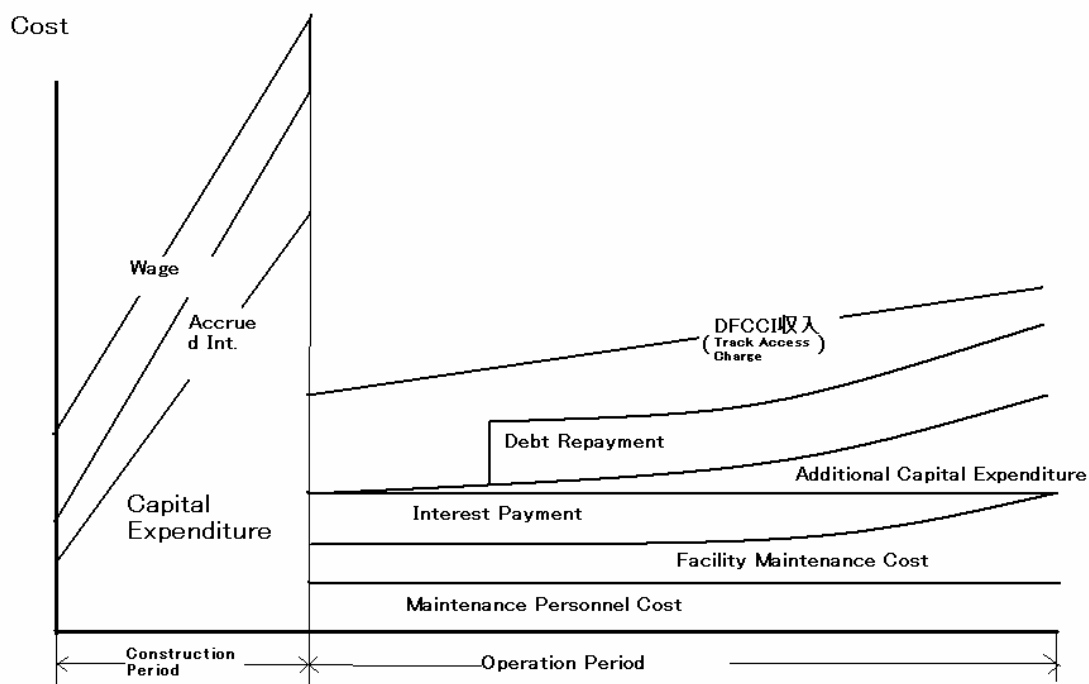 Cost
Wage
Accrue
d Int.
DFCCI収入
(Track Access
Charge)
Debt Repayment
Additional Capital Expenditure
Capital
Expenditure
Interest Payment
Facility Maintenance Cost
Maintenance Personnel Cost
Construction
Period
Operation Period